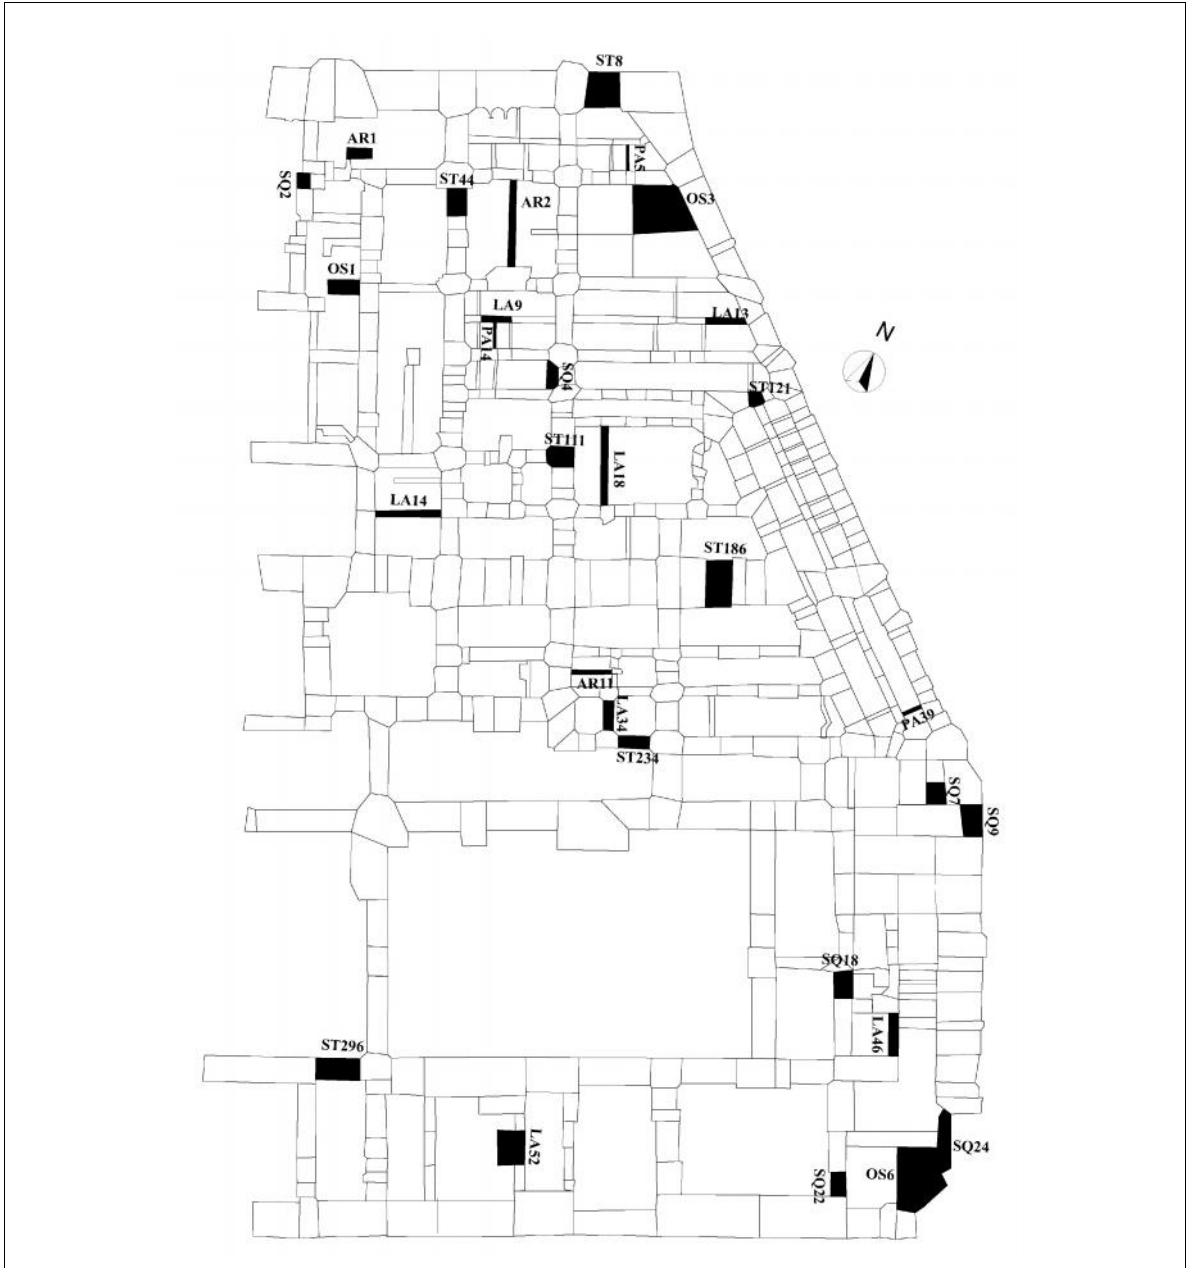 ST8
AR1
PA5
SQ2
ST44
AR2
OS3
OS1
LA9
LA13
PA14
SQ4
ST121
ST111
LA18
LA14
ST186
AR11
LA34
PA39
ST234
SQ7
SQ9
SQ18
LA46
ST296
LA52
SQ24
OS6
SQ22
N